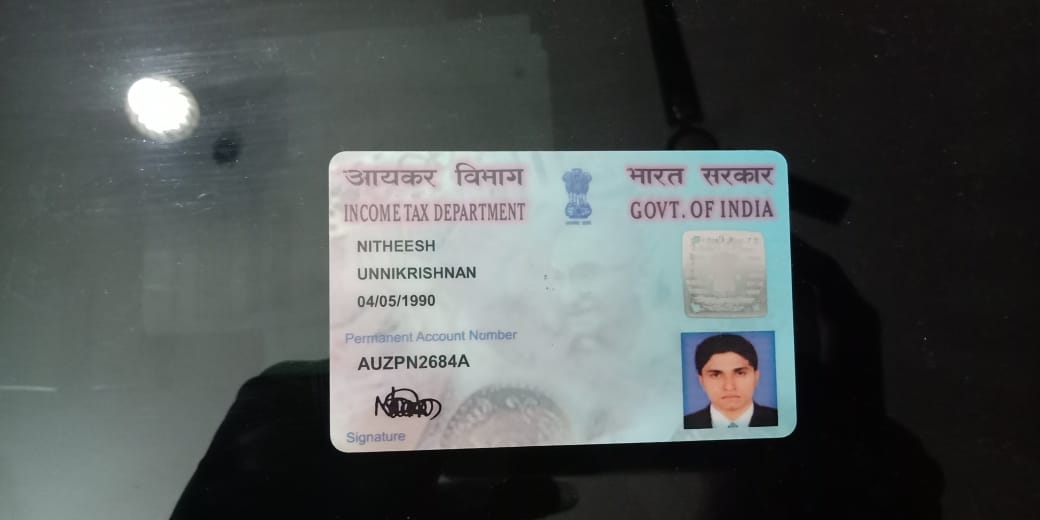 आयकर विभाग
भारत सरकार
INCOME TAX DEPARTMENT
GOVT. OF INDIA
NITHEESH
UNNIKRISHNAN
04/05/1990
Permanent Account Number
AUZPN2684A
Signature